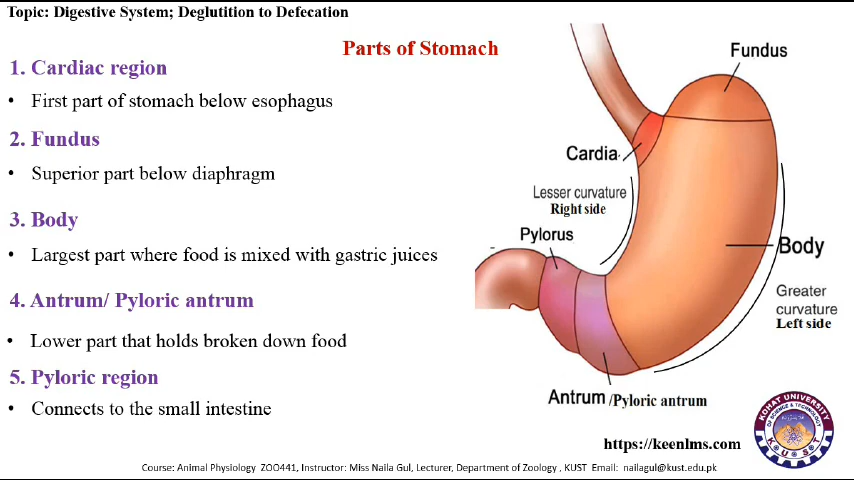 Topic: Digestive System; Deglutition to Defecation
Parts of Stomach
1. Cardiac region
• First part of stomach below esophagus
2. Fundus
• Superior part below diaphragm
3. Body
• Largest part where food is mixed with gastric juices
4. Antrum/ Pyloric antrum
• Lower part that holds broken down food
5. Pyloric region
• Connects to the small intestine
Fundus
Cardia
Lesser curvature
Right side
Pylorus
Body
Greater
curvature
Left side
Antrum /Pyloric antrum
https://keenlms.com
KOHAT UNIVERSITY
OF SCIENCE & TECHNOLOGY
K U S T
Course: Animal Physiology ZOO441, Instructor: Miss Naila Gul, Lecturer, Department of Zoology , KUST Email: nailagul@kust.edu.pk